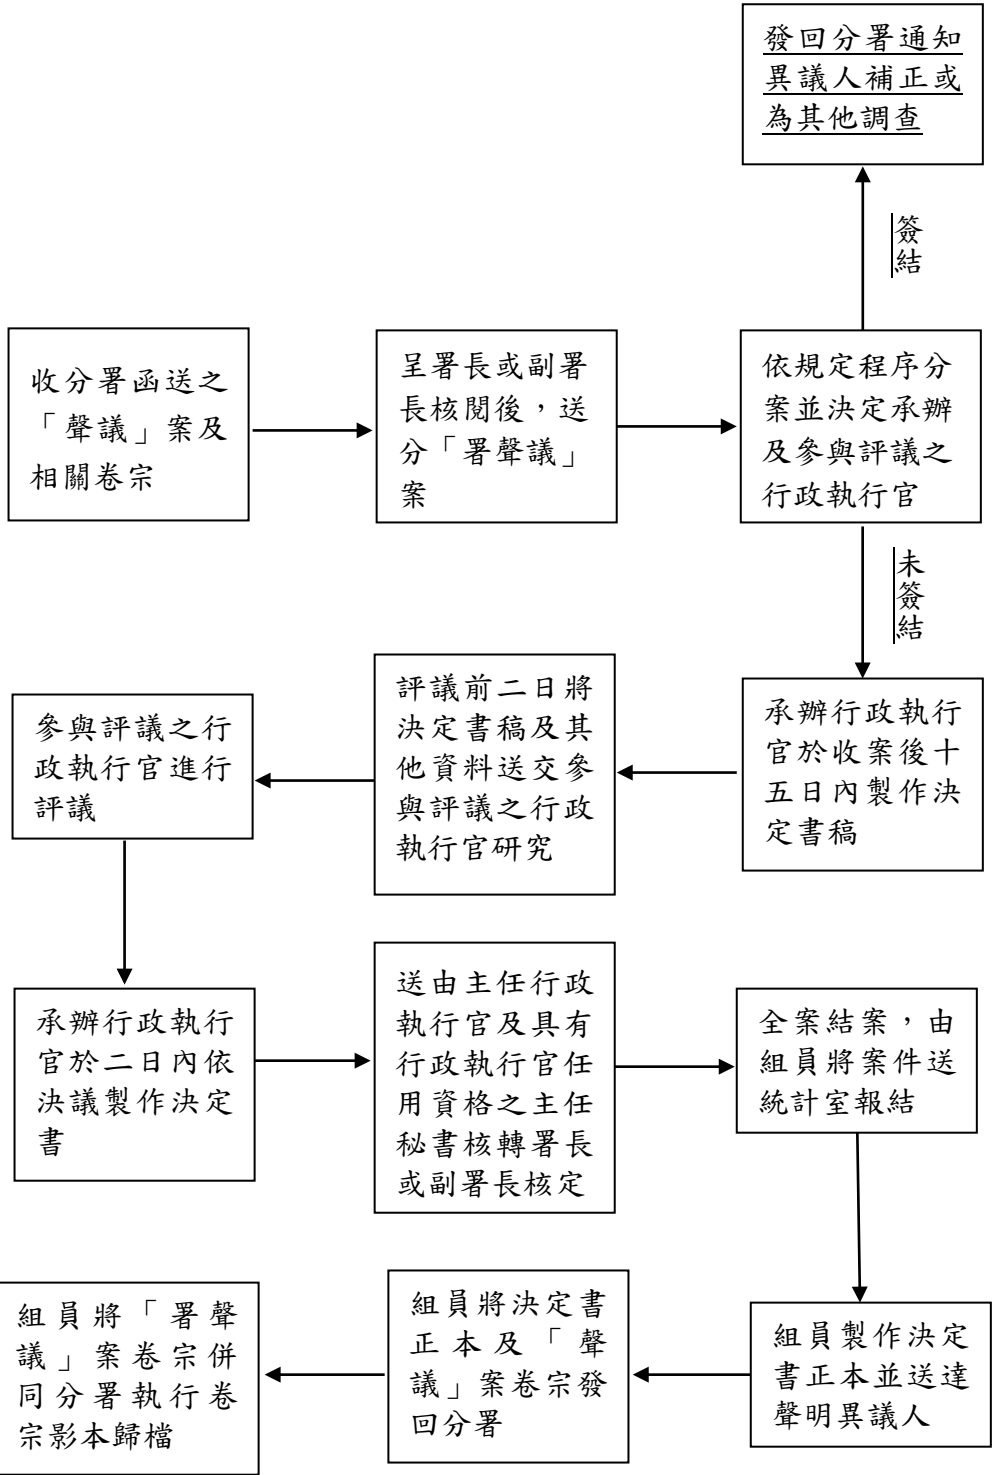 發回分署通知
異議人補正或
為其他調查
簽結
收分署函送之
「聲議」案及
相關卷宗
呈署長或副署
長核閱後，送
分「署聲議」
案
依規定程序分
案並決定承辦
及參與評議之
行政執行官
未簽結
承辦行政執行
官於收案後十
五日內製作決
定書稿
評議前二日將
決定書稿及其
他資料送交參
與評議之行政
執行官研究
參與評議之行
政執行官進行
評議
承辦行政執行
官於二日內依
決議製作決定
書
送由主任行政
執行官及具有
行政執行官任
用資格之主任
秘書核轉署長
或副署長核定
全案結案，由
組員將案件送
統計室報結
組員製作決定
書正本並送達
聲明異議人
組員將決定書
正本及「聲
議」案卷宗發
回分署
組員將「署聲
議」案卷宗併
同分署執行卷
宗影本歸檔